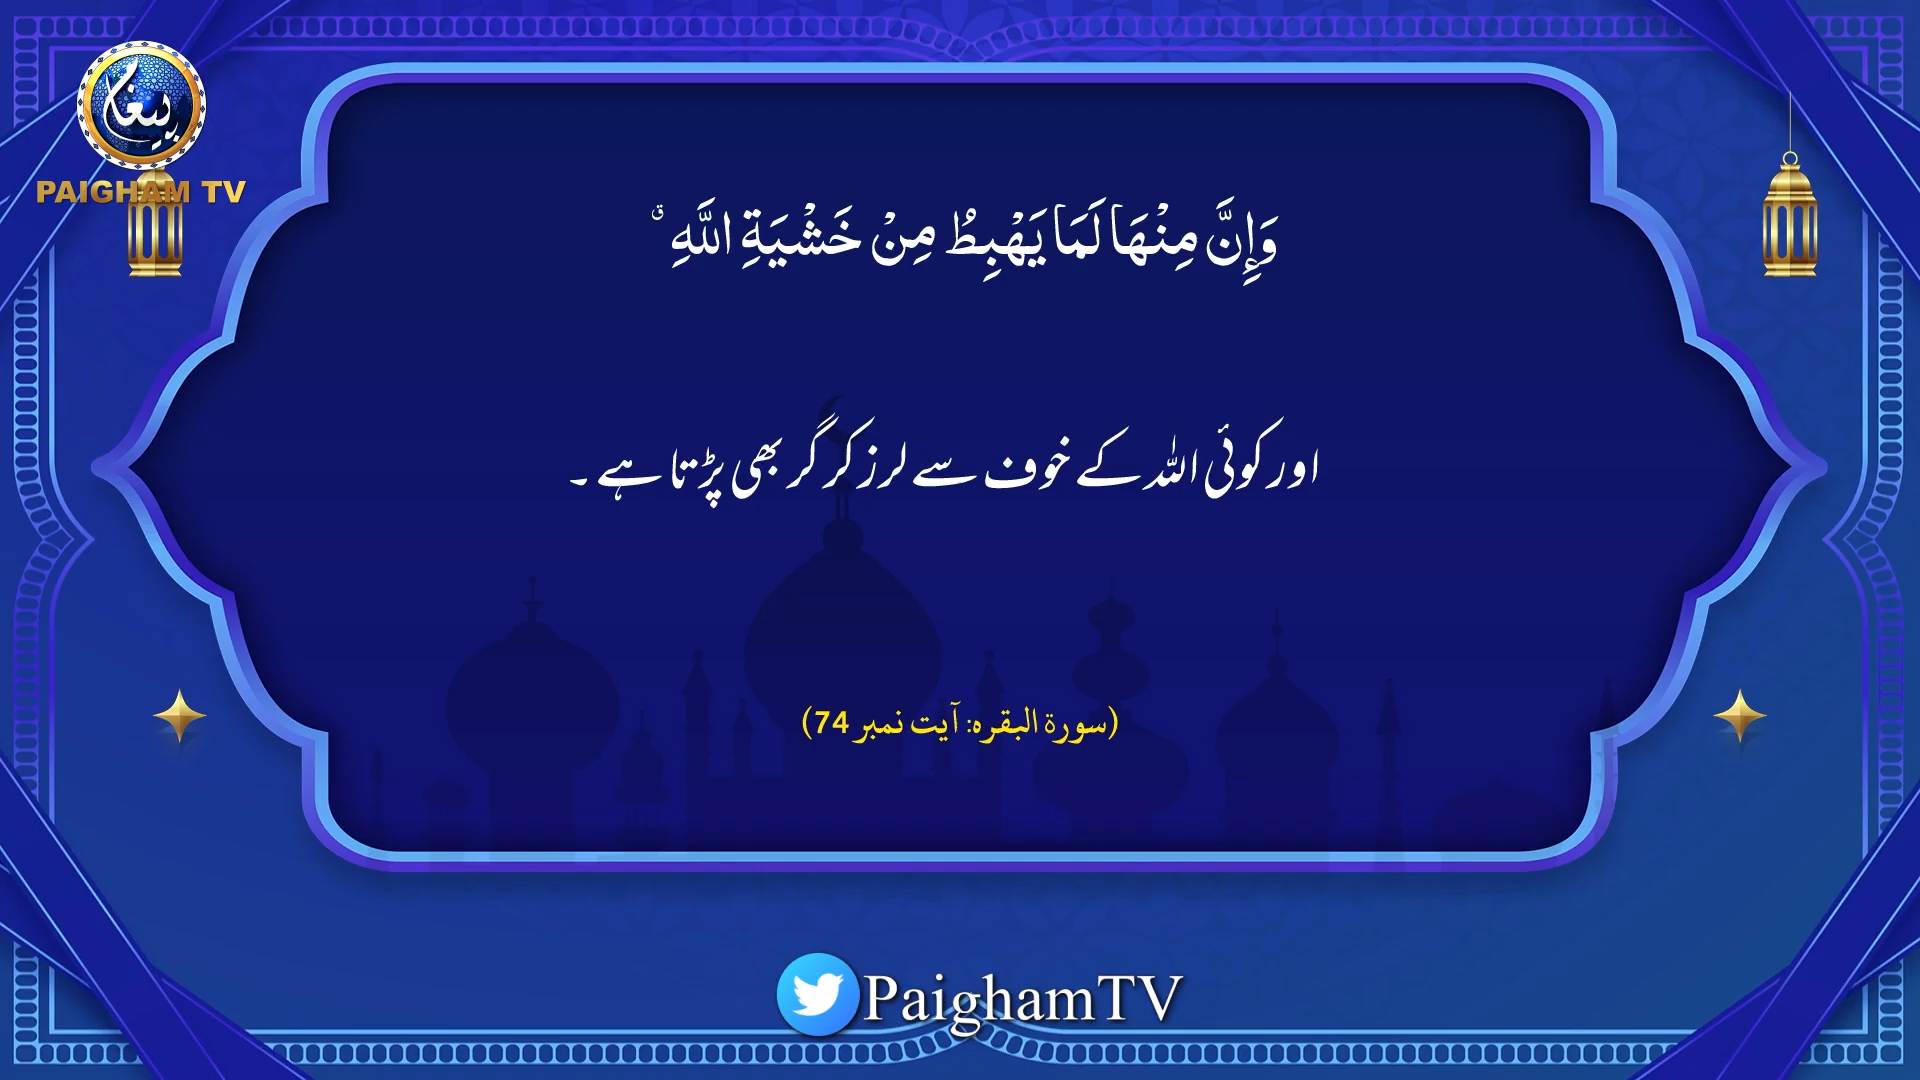 پیغام
PAIGHAM TV
وَإِنَّ مِنْهَا لَمَا يَهْبِطُ مِنْ خَشْيَةِ اللَّهِ ۗ
اور کوئی اللہ کے خوف سے لرز کر گر بھی پڑتا ہے ۔
(سورۃ البقرہ: آیت نمبر 74)
PaighamTV